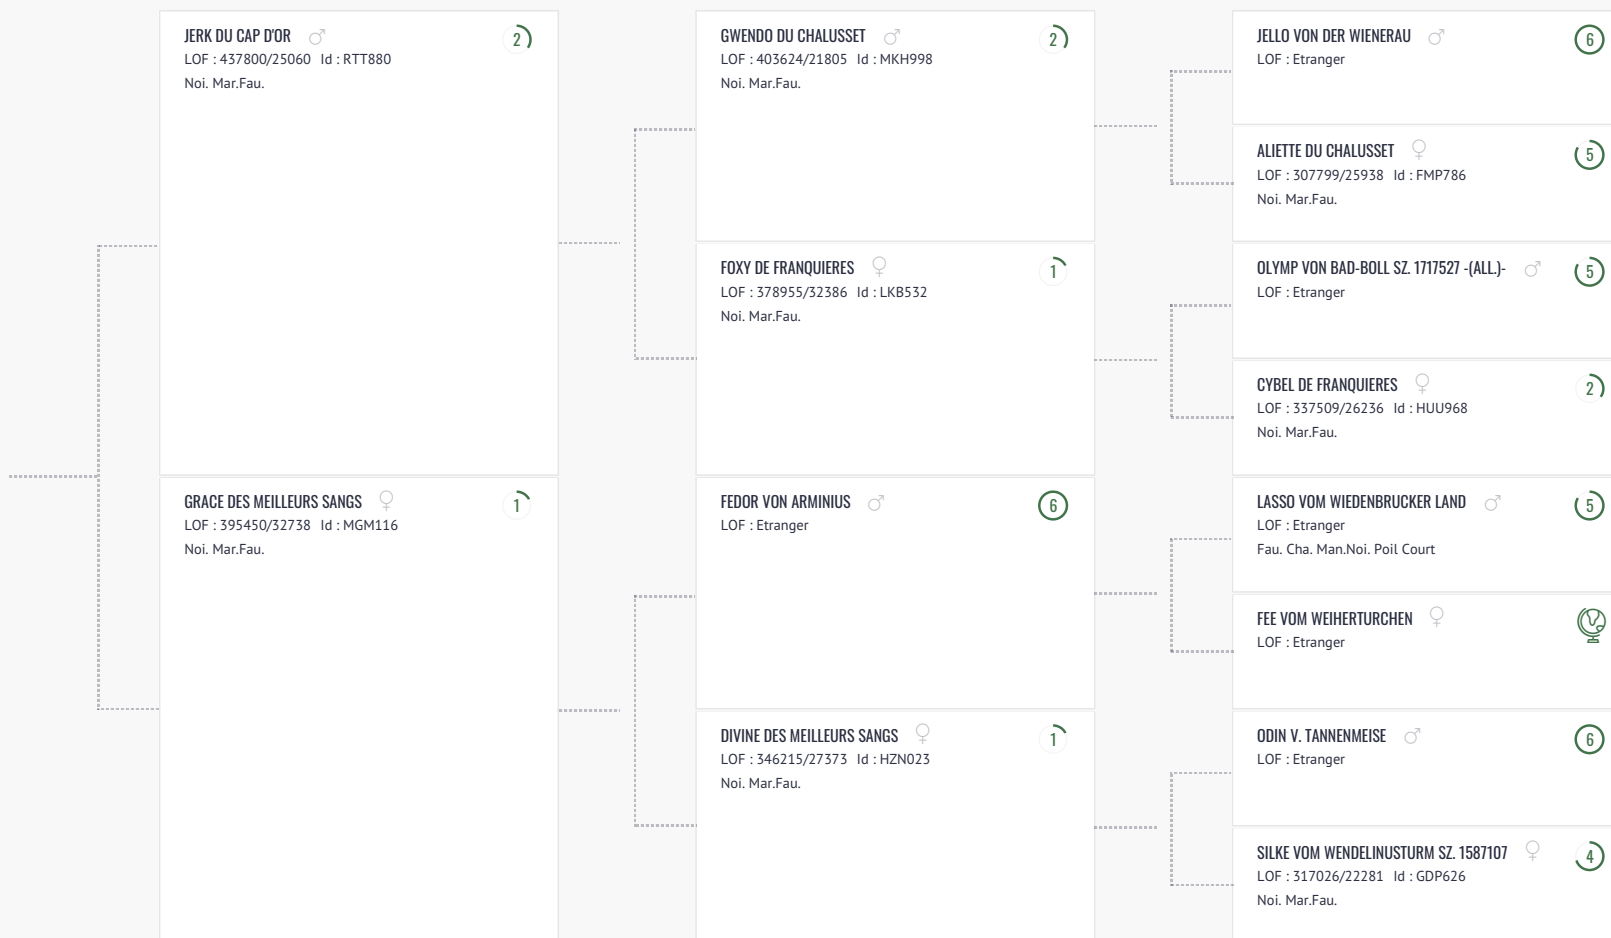 JERK DU CAP D'OR
2
LOF : 437800/25060 Id : RTT880
Noi. Mar.Fau.
GRACE DES MEILLEURS SANGS
1
LOF : 395450/32738 Id : MGM116
Noi. Mar.Fau.
GWENDO DU CHALUSSET
2
LOF : 403624/21805 Id : MKH998
Noi. Mar.Fau.
FOXY DE FRANQUIERES
1
LOF : 378955/32386 Id : LKB532
Noi. Mar.Fau.
FEDOR VON ARMINIUS
6
LOF : Etranger
DIVINE DES MEILLEURS SANGS
1
LOF : 346215/27373 Id : HZN023
Noi. Mar.Fau.
JELLO VON DER WIENERAU
6
LOF : Etranger
ALIETTE DU CHALUSSET
5
LOF : 307799/25938 Id : FMP786
Noi. Mar.Fau.
OLYMP VON BAD-BOLL SZ. 1717527 -(ALL.)-
5
LOF : Etranger
CYBEL DE FRANQUIERES
2
LOF : 337509/26236 Id : HUU968
Noi. Mar.Fau.
LASSO VOM WIEDENBRUCKER LAND
5
LOF : Etranger
Fau. Cha. Man.Noi. Poil Court
FEE VOM WEIHERTURCHEN
LOF : Etranger
ODIN V. TANNENMEISE
6
LOF : Etranger
SILKE VOM WENDELINUSTURM SZ. 1587107
4
LOF : 317026/22281 Id : GDP626
Noi. Mar.Fau.